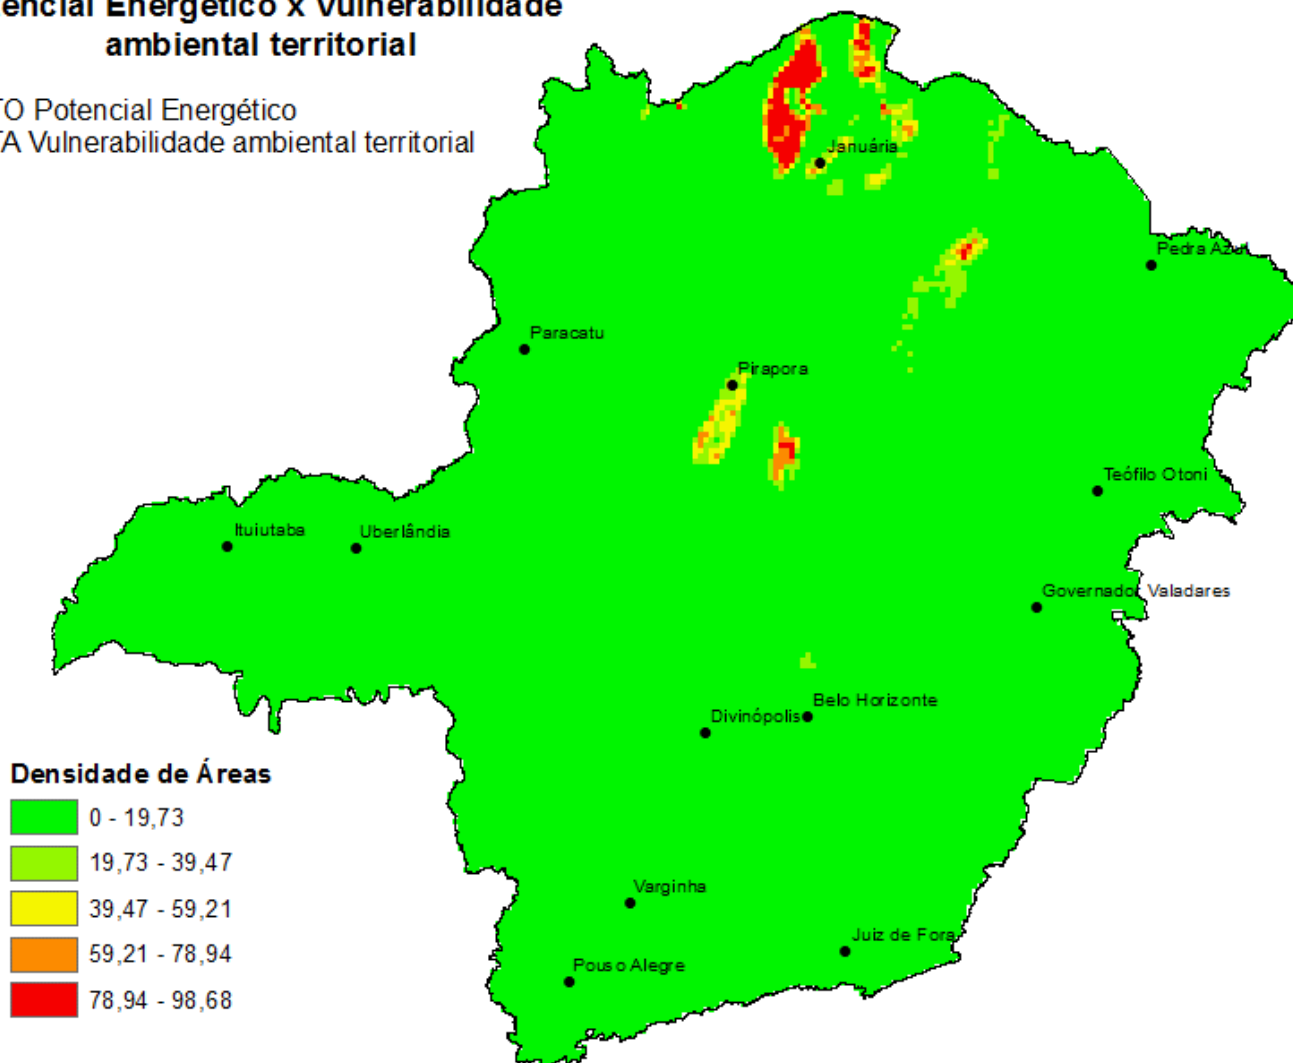 encial Energético x Vulnerabilidade
ambiental territorial
TO Potencial Energético
TA Vulnerabilidade ambiental territorial
Januária
Pedra Azul
Paracatu
Pirapora
Teófilo Otoni
Ituiutaba
Uberlândia
Governador Valadares
Belo Horizonte
Divinópolis
Densidade de Áreas
0 - 19,73
19,73 - 39,47
39,47 - 59,21
59,21 - 78,94
78,94 - 98,68
Varginha
Juiz de Fora
Pouso Alegre